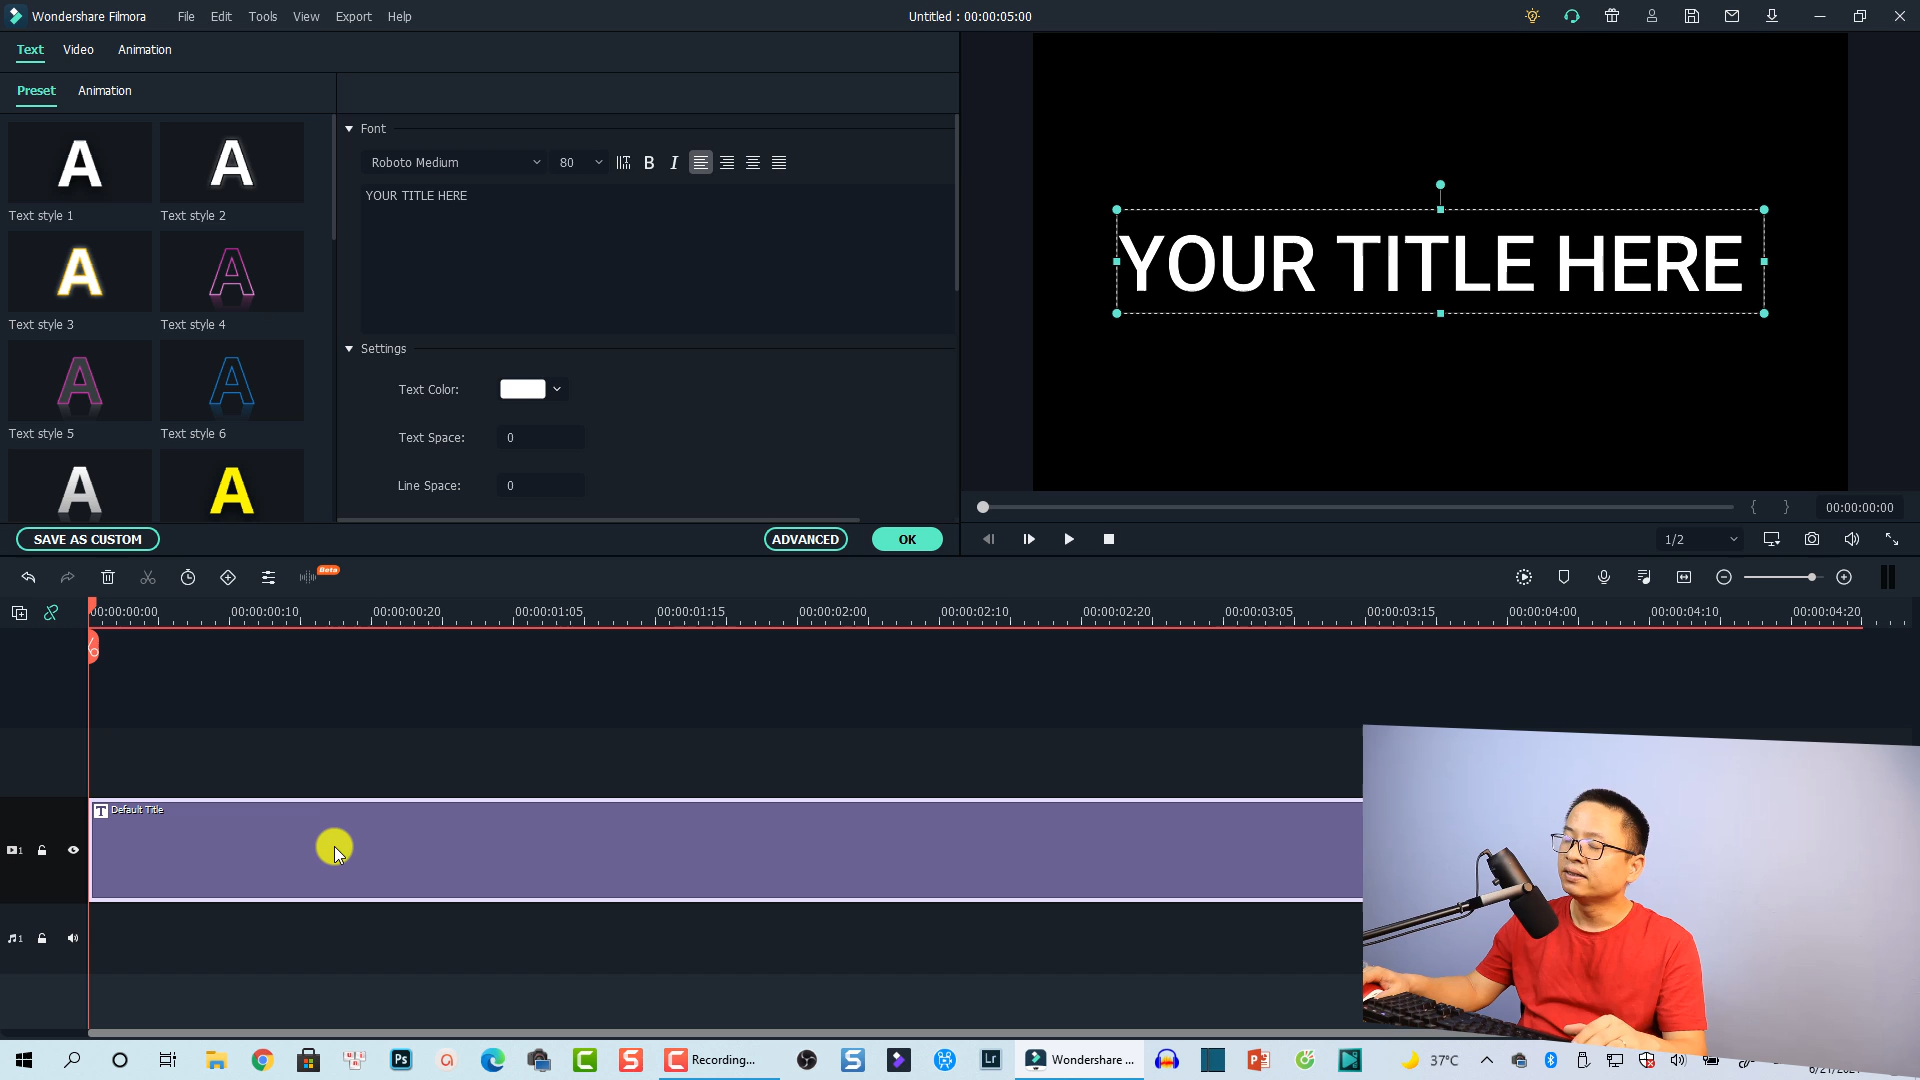 Wondershare Filmora File Edit Tools View Export Help Untitled : 00:00:05:00
Text Video Animation
Preset Animation
Font
Roboto Medium 80 B I
YOUR TITLE HERE
A A
Text style 1 Text style 2
A A
Text style 3 Text style 4
A A
Text style 5 Text style 6
A A
Settings
Text Color:
Text Space: 0
Line Space: 0
SAVE AS CUSTOM ADVANCED OK
YOUR TITLE HERE
{ } 00:00:00:00
1/2
Beta
00:00:00:00 00:00:00:10 00:00:00:20 00:00:01:05 00:00:01:15 00:00:02:00 00:00:02:10 00:00:02:20 00:00:03:05 00:00:03:15 00:00:04:00 00:00:04:10 00:00:04:20
T Default Title
1
1
Ps Recording... Lr Wondershare ... 37°C